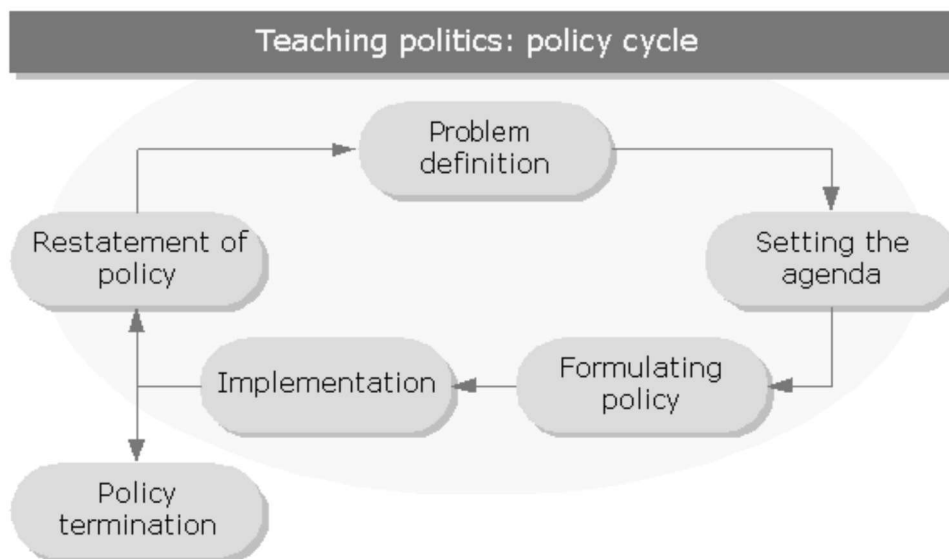 Teaching politics: policy cycle
Problem
definition
Setting the
agenda
Formulating
policy
Implementation
Restatement of
policy
Policy
termination